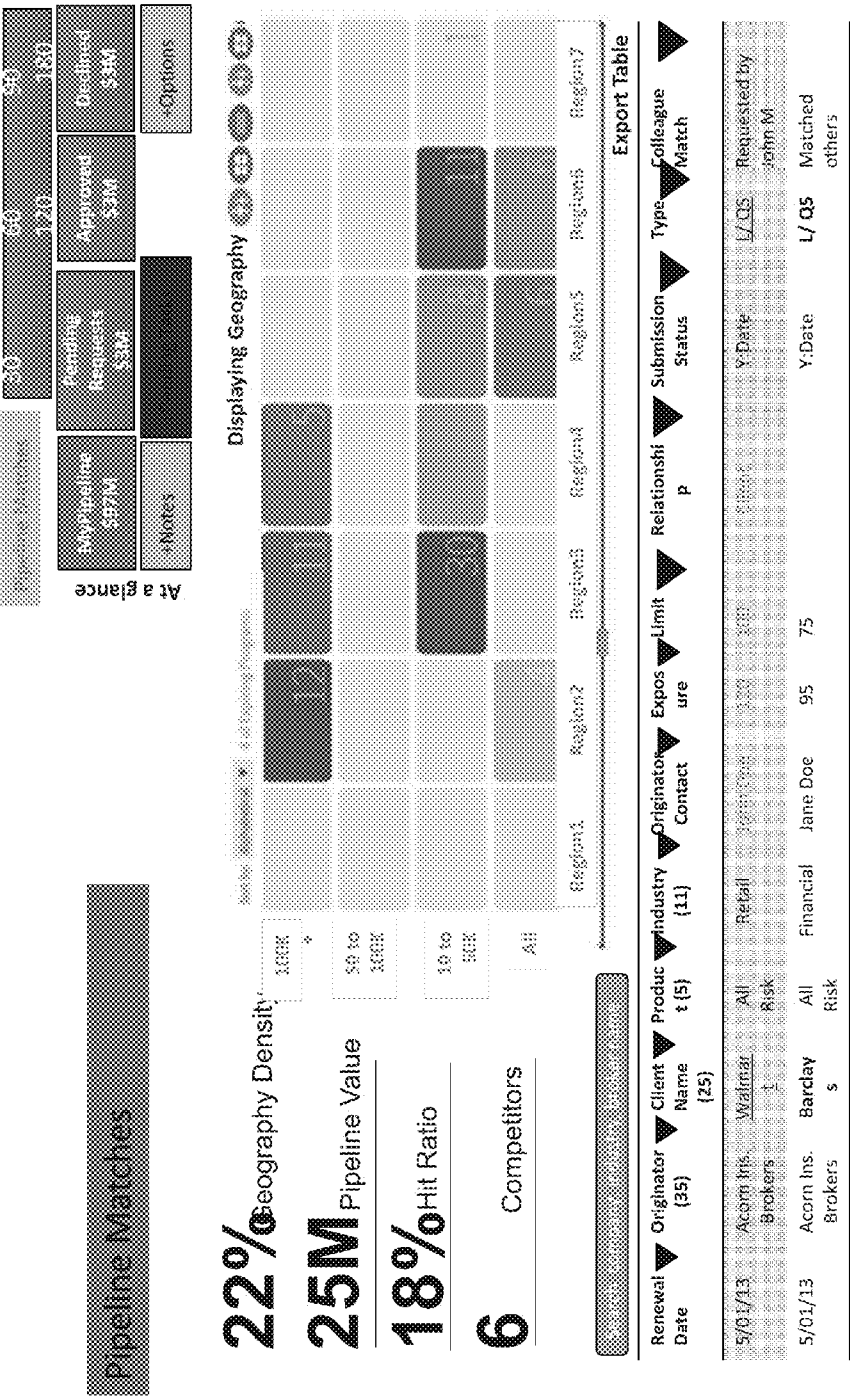 Pipeline Matches
30 60 90
120 180
MyPipeline
$97M
Pending
Requests
$3M
Approved
$3M
Declined
$3M
At a glance
+Notes
+Options
22% Geography Density
25M Pipeline Value
18% Hit Ratio
6 Competitors
Displaying Geography
100K
+
50 to
100K
10 to
50K
All
Region1 Region2 Region3 Region4 Region5 Region6 Region7
Export Table
Renewal Originator Client Produc Industry Originator Expos Limit Relationshi Submission Type Colleague
Date (35) Name t (5) (11) Contact ure p Status Match
(25)
5/01/13 Acorn Ins. Walmar All Retail 100 Y:Date L/ QS Requested by
Brokers t Risk John M
5/01/13 Acorn Ins. Barclay All Financial Jane Doe 95 75 Y:Date L/ QS Matched
Brokers s Risk others